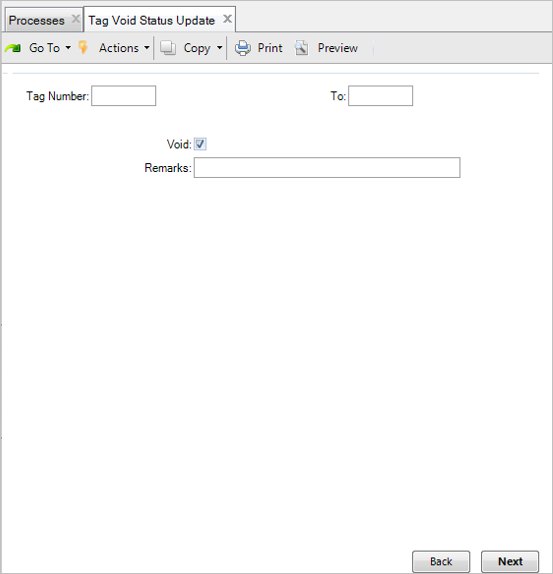 Processes X Tag Void Status Update X
Go To Actions Copy Print Preview
Tag Number: To:
Void:
Remarks:
Back Next